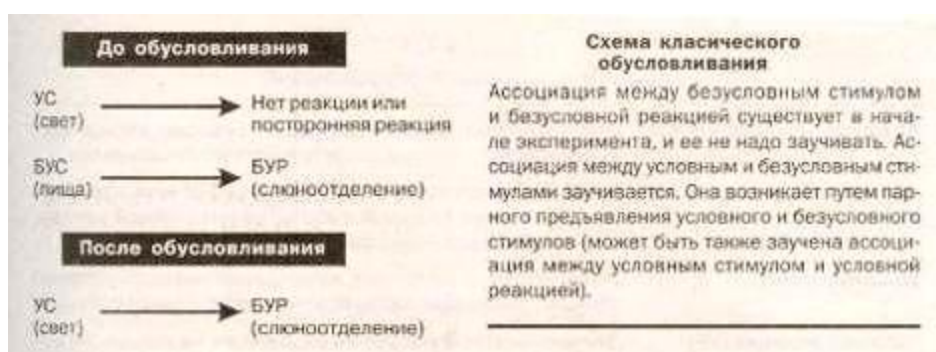 До обусловливания
УС
(свет)
Нет реакции или
посторонняя реакция
БУС
(пища)
БУР
(слюноотделение)
После обусловливания
УС
(свет)
БУР
(слюноотделение)
Схема класического
обусловливания
Ассоциация между безусловным стимулом
и безусловной реакцией существует в нача-
ле эксперимента, и ее не надо заучивать. Ас-
социация между условным и безусловным сти-
мулами заучивается. Она возникает путем пар-
ного предъявления условного и безусловного
стимулов (может быть также заучена ассоци-
ация между условным стимулом и условной
реакцией).